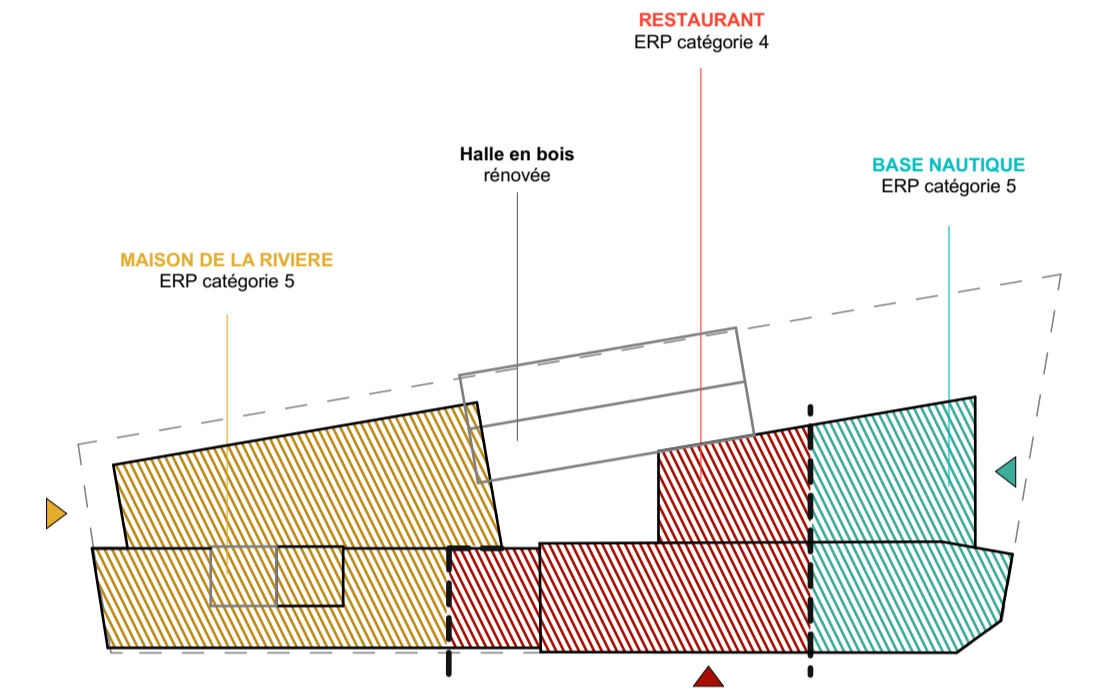 RESTAURANT
ERP catégorie 4
Halle en bois
rénovée
BASE NAUTIQUE
ERP catégorie 5
MAISON DE LA RIVIERE
ERP catégorie 5